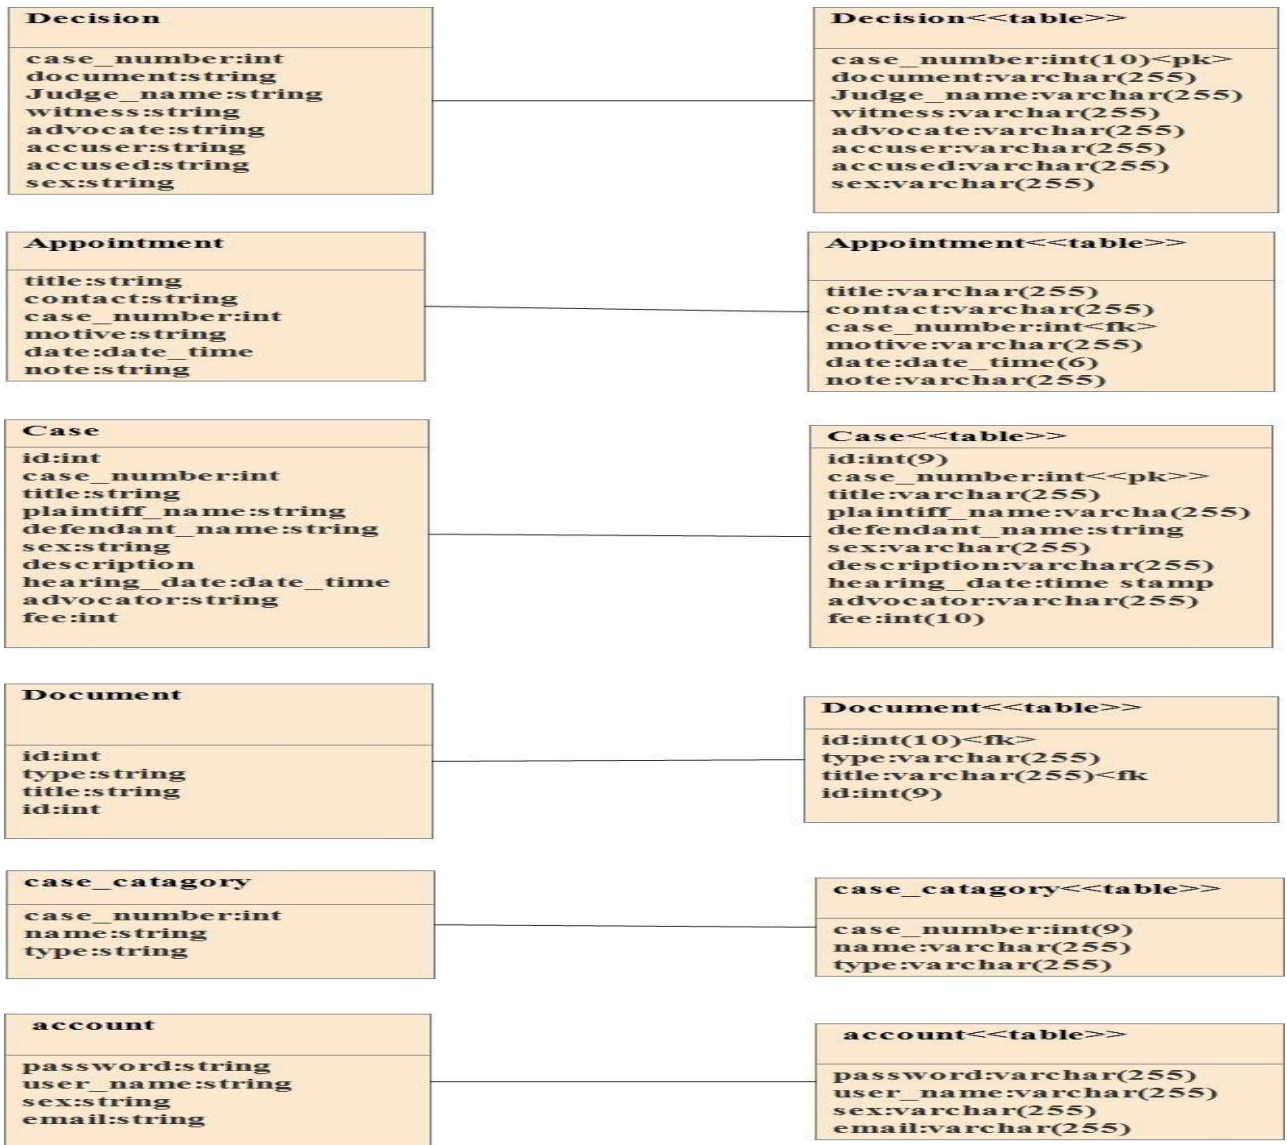 Decision
case_number:int
document:string
Judge_name:string
witness:string
advocate:string
accuser:string
accused:string
sex:string
Decision<<table>>
case_number:int(10)<pk>
document:varchar(255)
Judge_name:varchar(255)
witness:varchar(255)
advocate:varchar(255)
accuser:varchar(255)
accused:varchar(255)
sex:varchar(255)
Appointment
title:string
contact:string
case_number:int
motive:string
date:date_time
note:string
Appointment<<table>>
title:varchar(255)
contact:varchar(255)
case_number:int<fk>
motive:varchar(255)
date:date_time(6)
note:varchar(255)
Case
id:int
case_number:int
title:string
plaintiff_name:string
defendant_name:string
sex:string
description
hearing_date:date_time
advocator:string
fee:int
Case<<table>>
id:int(9)
case_number:int<<pk>>
title:varchar(255)
plaintiff_name:varcha(255)
defendant_name:string
sex:varchar(255)
description:varchar(255)
hearing_date:time stamp
advocator:varchar(255)
fee:int(10)
Document
id:int
type:string
title:string
id:int
Document<<table>>
id:int(10)<fk>
type:varchar(255)
title:varchar(255)<fk
id:int(9)
case_catagory
case_number:int
name:string
type:string
case_catagory<<table>>
case_number:int(9)
name:varchar(255)
type:varchar(255)
account
password:string
user_name:string
sex:string
email:string
account<<table>>
password:varchar(255)
user_name:varchar(255)
sex:varchar(255)
email:varchar(255)